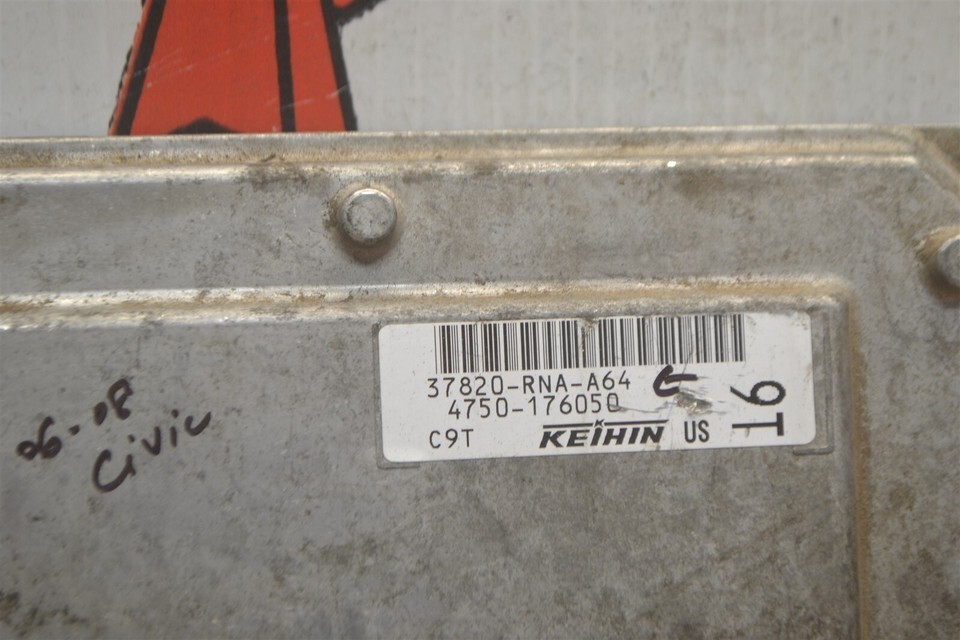 37820-RNA-A64
4750-176050
C9T KEIHIN US
9T
06-08
Civic